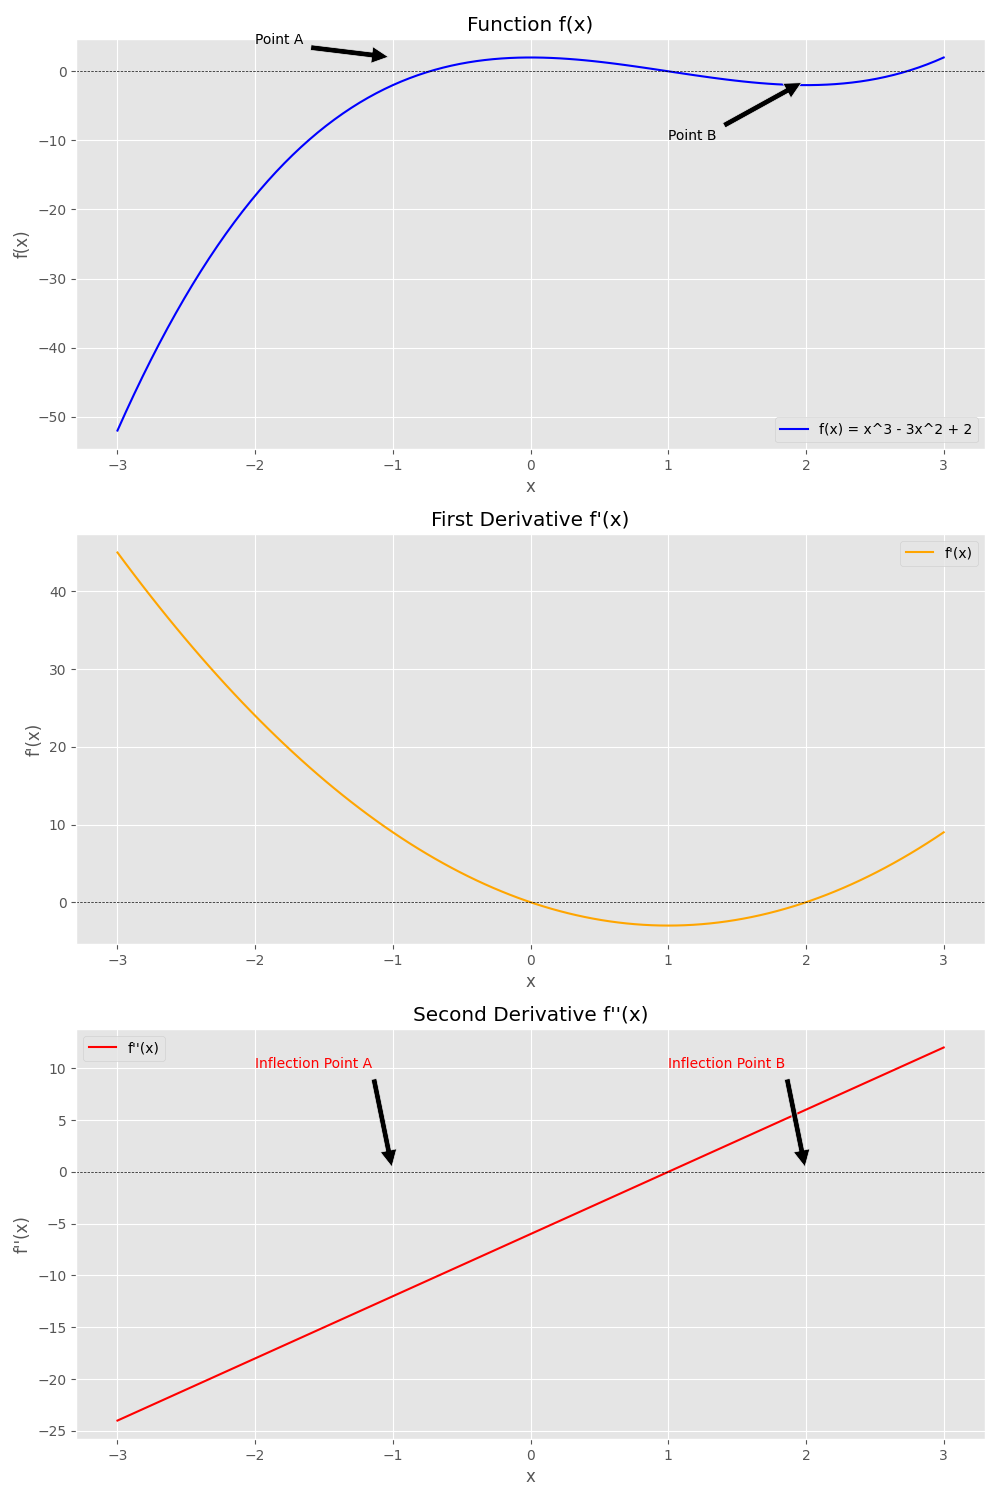 Function f(x)
Point A
Point B
0
−10
−20
−30
−40
−50
f(x)
f(x) = x^3 - 3x^2 + 2
−3 −2 −1 0 1 2 3
x
First Derivative f'(x)
f'(x)
40
30
20
10
0
f'(x)
−3 −2 −1 0 1 2 3
x
Second Derivative f''(x)
f''(x)
Inflection Point A
Inflection Point B
10
5
0
−5
−10
−15
−20
−25
f''(x)
−3 −2 −1 0 1 2 3
x